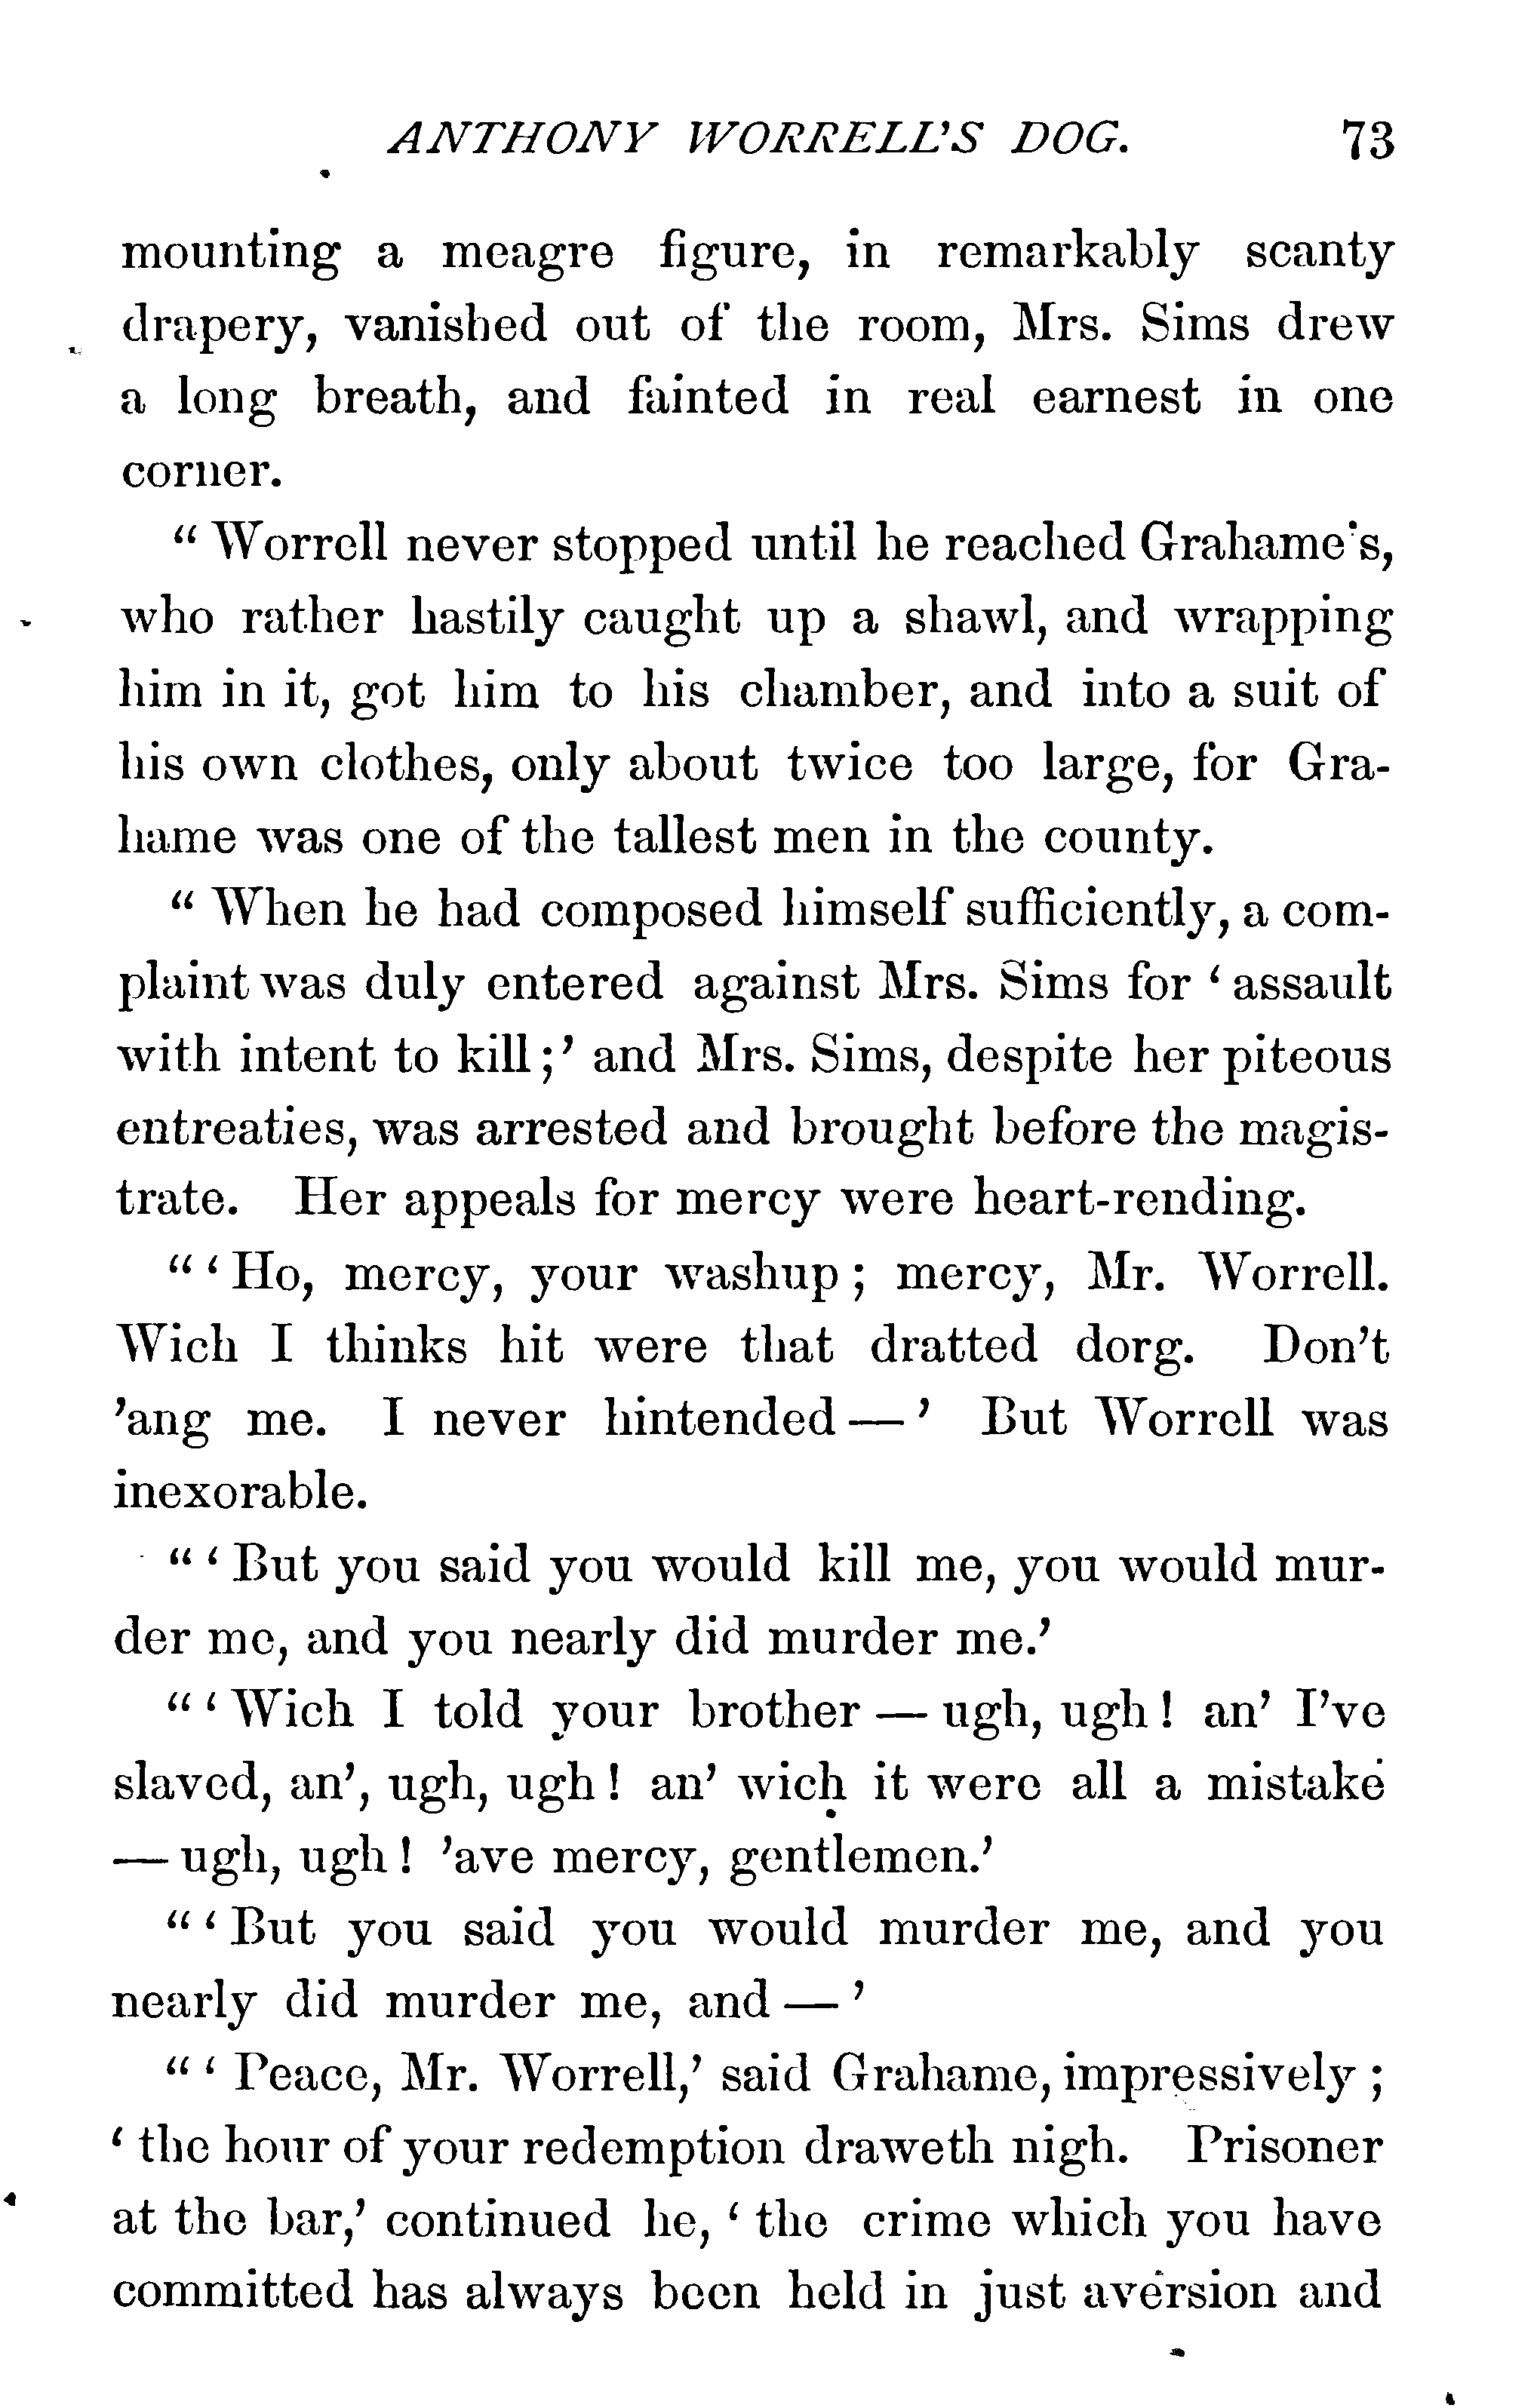 ANTHONY WORRELL'S DOG. 73
mounting a meagre figure, in remarkably scanty
drapery, vanished out of the room, Mrs. Sims drew
a long breath, and fainted in real earnest in one
corner.
“ Worrell never stopped until he reached Grahame's,
who rather hastily caught up a shawl, and wrapping
him in it, got him to his chamber, and into a suit of
his own clothes, only about twice too large, for Gra-
hame was one of the tallest men in the county.
“ When he had composed himself sufficiently, a com-
plaint was duly entered against Mrs. Sims for ‘ assault
with intent to kill ;’ and Mrs. Sims, despite her piteous
entreaties, was arrested and brought before the magis-
trate. Her appeals for mercy were heart-rending.
“ ‘ Ho, mercy, your washup ; mercy, Mr. Worrell.
Wich I thinks hit were that dratted dorg. Don’t
’ang me. I never hintended — ’ But Worrell was
inexorable.
“ ‘ But you said you would kill me, you would mur-
der me, and you nearly did murder me.’
“ ‘ Wich I told your brother — ugh, ugh ! an’ I’ve
slaved, an’, ugh, ugh ! an’ wich it were all a mistake
— ugh, ugh ! ’ave mercy, gentlemen.’
“ ‘ But you said you would murder me, and you
nearly did murder me, and — ’
“ ‘ Peace, Mr. Worrell,’ said Grahame, impressively ;
‘ the hour of your redemption draweth nigh. Prisoner
at the bar,’ continued he, ‘ the crime which you have
committed has always been held in just aversion and